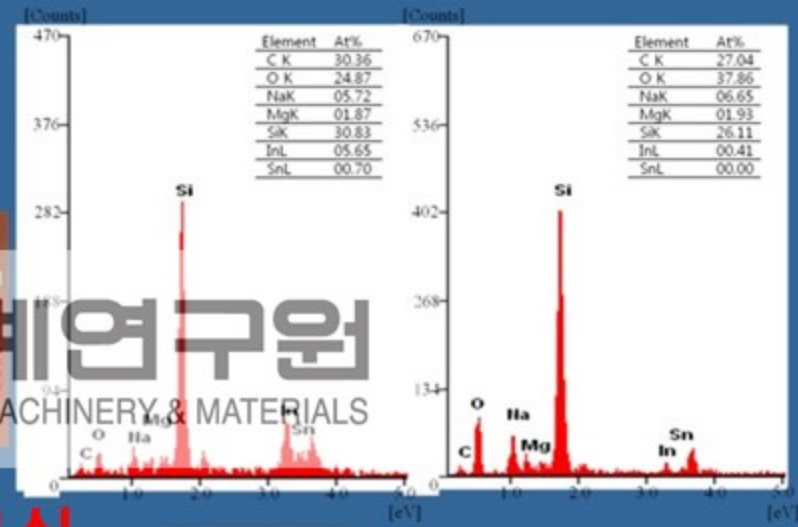 [Counts]
470
376
282
188
94
0
1.0 2.0 3.0 4.0 5.0
[eV]
Element At%
C K 30.36
O K 24.87
NaK 05.72
MgK 01.87
SiK 30.83
InL 05.65
SnL 00.70
Si
C
O
Na
Mg
In
Sn
[Counts]
670
536
402
268
134
0
1.0 2.0 3.0 4.0 5.0
[eV]
Element At%
C K 27.04
O K 37.86
NaK 06.65
MgK 01.93
SiK 26.11
InL 00.41
SnL 00.00
Si
C
O
Na
Mg
In
Sn
계연구원
ACHINERY & MATERIALS